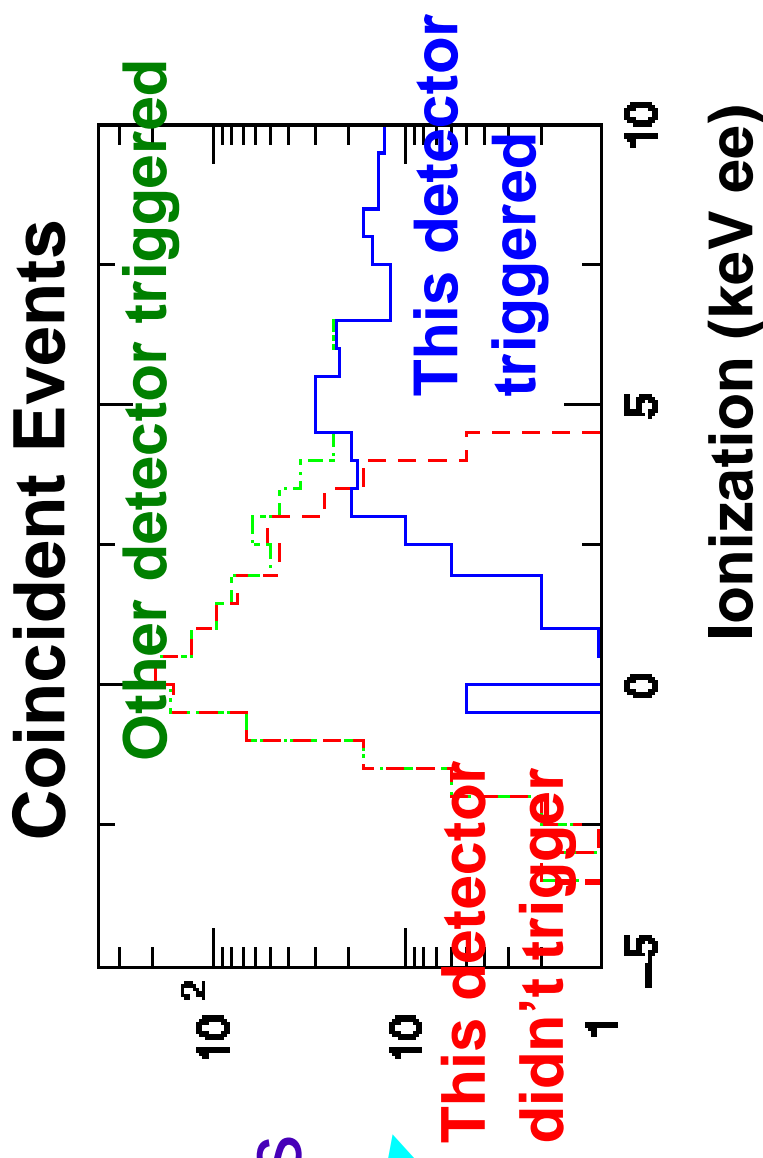 Coincident Events
Other detector triggered
This detector
triggered
This detector
didn't trigger
10 2
10
1
−5
0
5
10
Ionization (keV ee)
s